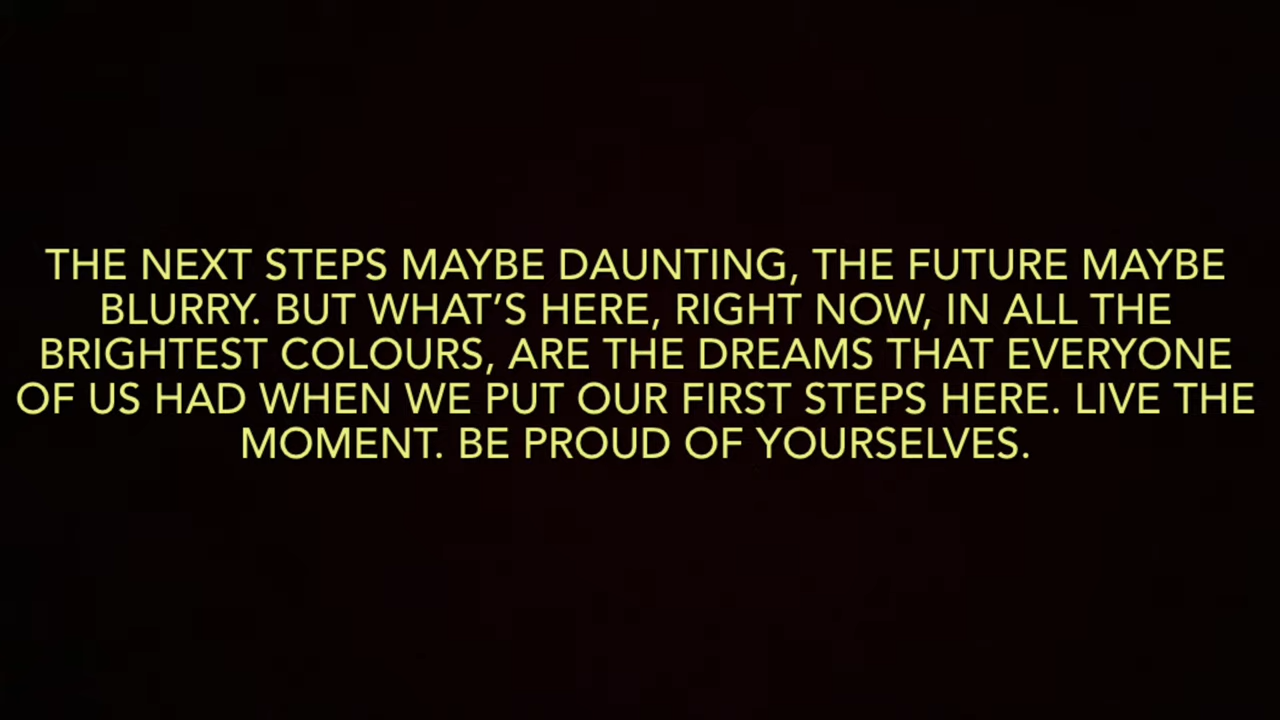 THE NEXT STEPS MAYBE DAUNTING, THE FUTURE MAYBE
BLURRY. BUT WHAT’S HERE, RIGHT NOW, IN ALL THE
BRIGHTEST COLOURS, ARE THE DREAMS THAT EVERYONE
OF US HAD WHEN WE PUT OUR FIRST STEPS HERE. LIVE THE
MOMENT. BE PROUD OF YOURSELVES.